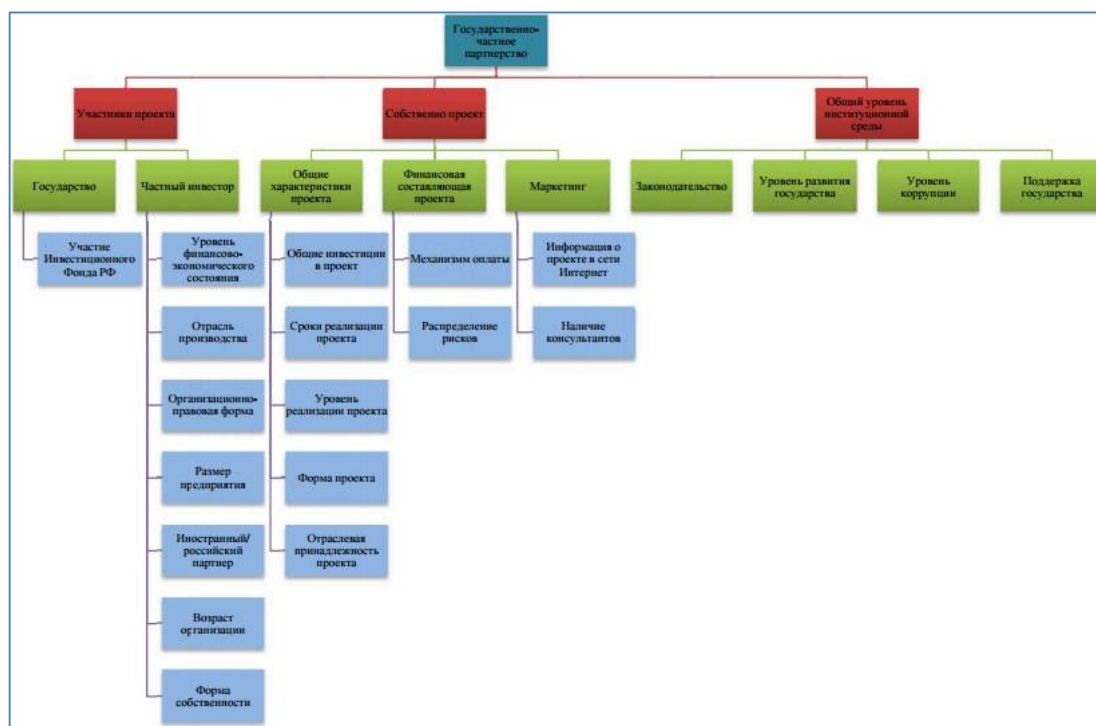 Государственно-
частное
партнерство
Участники проекта
Собственно проект
Общий уровень
институционной
среды
Государство
Частный инвестор
Общие
характеристики
проекта
Финансовая
составляющая
проекта
Маркетинг
Законодательство
Уровень развития
государства
Уровень
коррупции
Поддержка
государства
Участие
Инвестиционного
Фонда РФ
Уровень
финансово-
экономического
состояния
Отрасль
производства
Организационно-
правовая форма
Размер
предприятия
Иностранный/
российский
партнер
Возраст
организации
Форма
собственности
Общие инвестиции
в проект
Сроки реализации
проекта
Уровень
реализации проекта
Форма проекта
Отраслевая
принадлежность
проекта
Механизмм оплаты
Распределение
рисков
Информация о
проекте в сети
Интернет
Наличие
консультантов